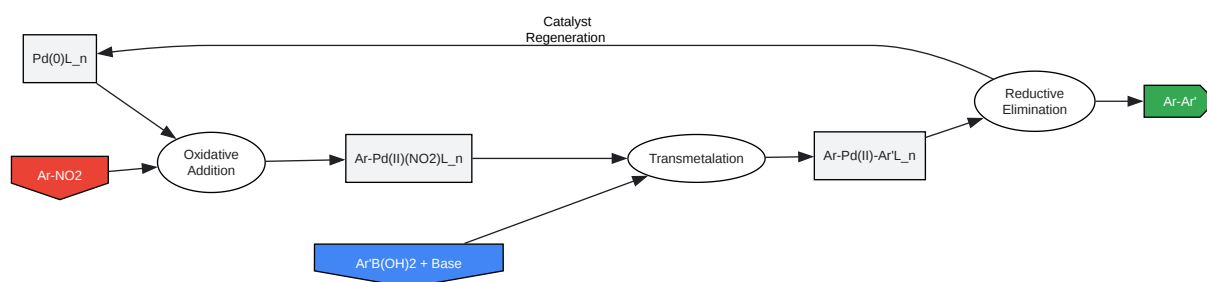 Catalyst
Regeneration
Pd(0)L_n
Reductive
Elimination
Ar-Ar'
Oxidative
Addition
Ar-Pd(II)(NO2)L_n
Transmetalation
Ar-Pd(II)-Ar'L_n
Ar-NO2
Ar'B(OH)2 + Base